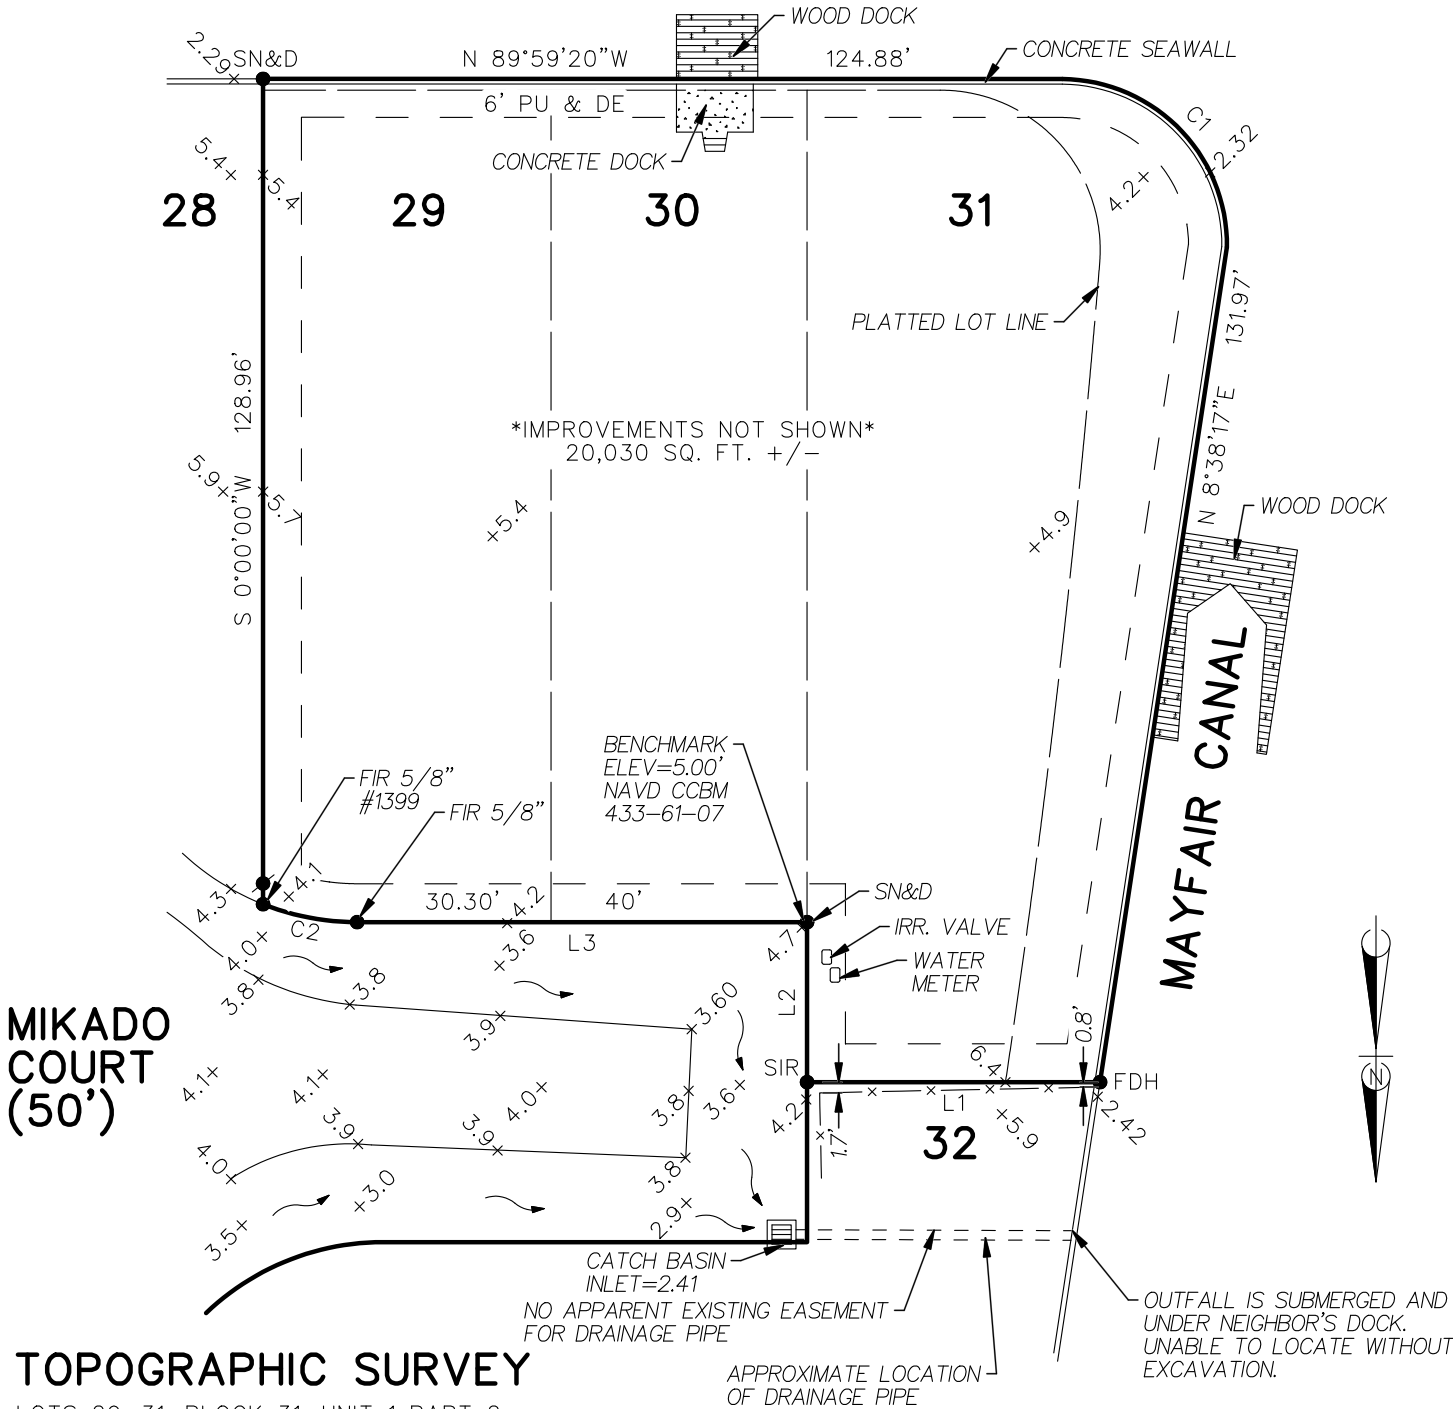 WOOD DOCK
2.29
SN&D
N 89°59'20"W
124.88'
CONCRETE SEAWALL
6' PU & DE
C1
2.32
CONCRETE DOCK
5.4
5.4
4.2
28
29
30
31
131.97'
PLATTED LOT LINE
128.96'
*IMPROVEMENTS NOT SHOWN*
20,030 SQ. FT. +/-
N 8°38'17"E
5.9
5.7
5.4
4.9
WOOD DOCK
S 0°00'00"W
MAYFAIR CANAL
BENCHMARK
ELEV=5.00'
NAVD CCBM
433-61-07
FIR 5/8"
#1399
FIR 5/8"
4.3
4.1
30.30'
4.2
40'
SN&D
C2
L3
4.7
IRR. VALVE
4.0
3.6
WATER
METER
3.8
3.8
3.9
3.60
L2
0.8'
MIKADO
COURT
(50')
SIR
6.4
FDH
4.1
4.1
4.0
3.8
3.6
4.2
L1
2.42
3.9
3.9
1.7'
5.9
32
4.0
3.8
3.0
3.5
2.9
N
CATCH BASIN
INLET=2.41
NO APPARENT EXISTING EASEMENT
FOR DRAINAGE PIPE
OUTFALL IS SUBMERGED AND
UNDER NEIGHBOR'S DOCK.
UNABLE TO LOCATE WITHOUT
EXCAVATION.
TOPOGRAPHIC SURVEY
APPROXIMATE LOCATION
OF DRAINAGE PIPE